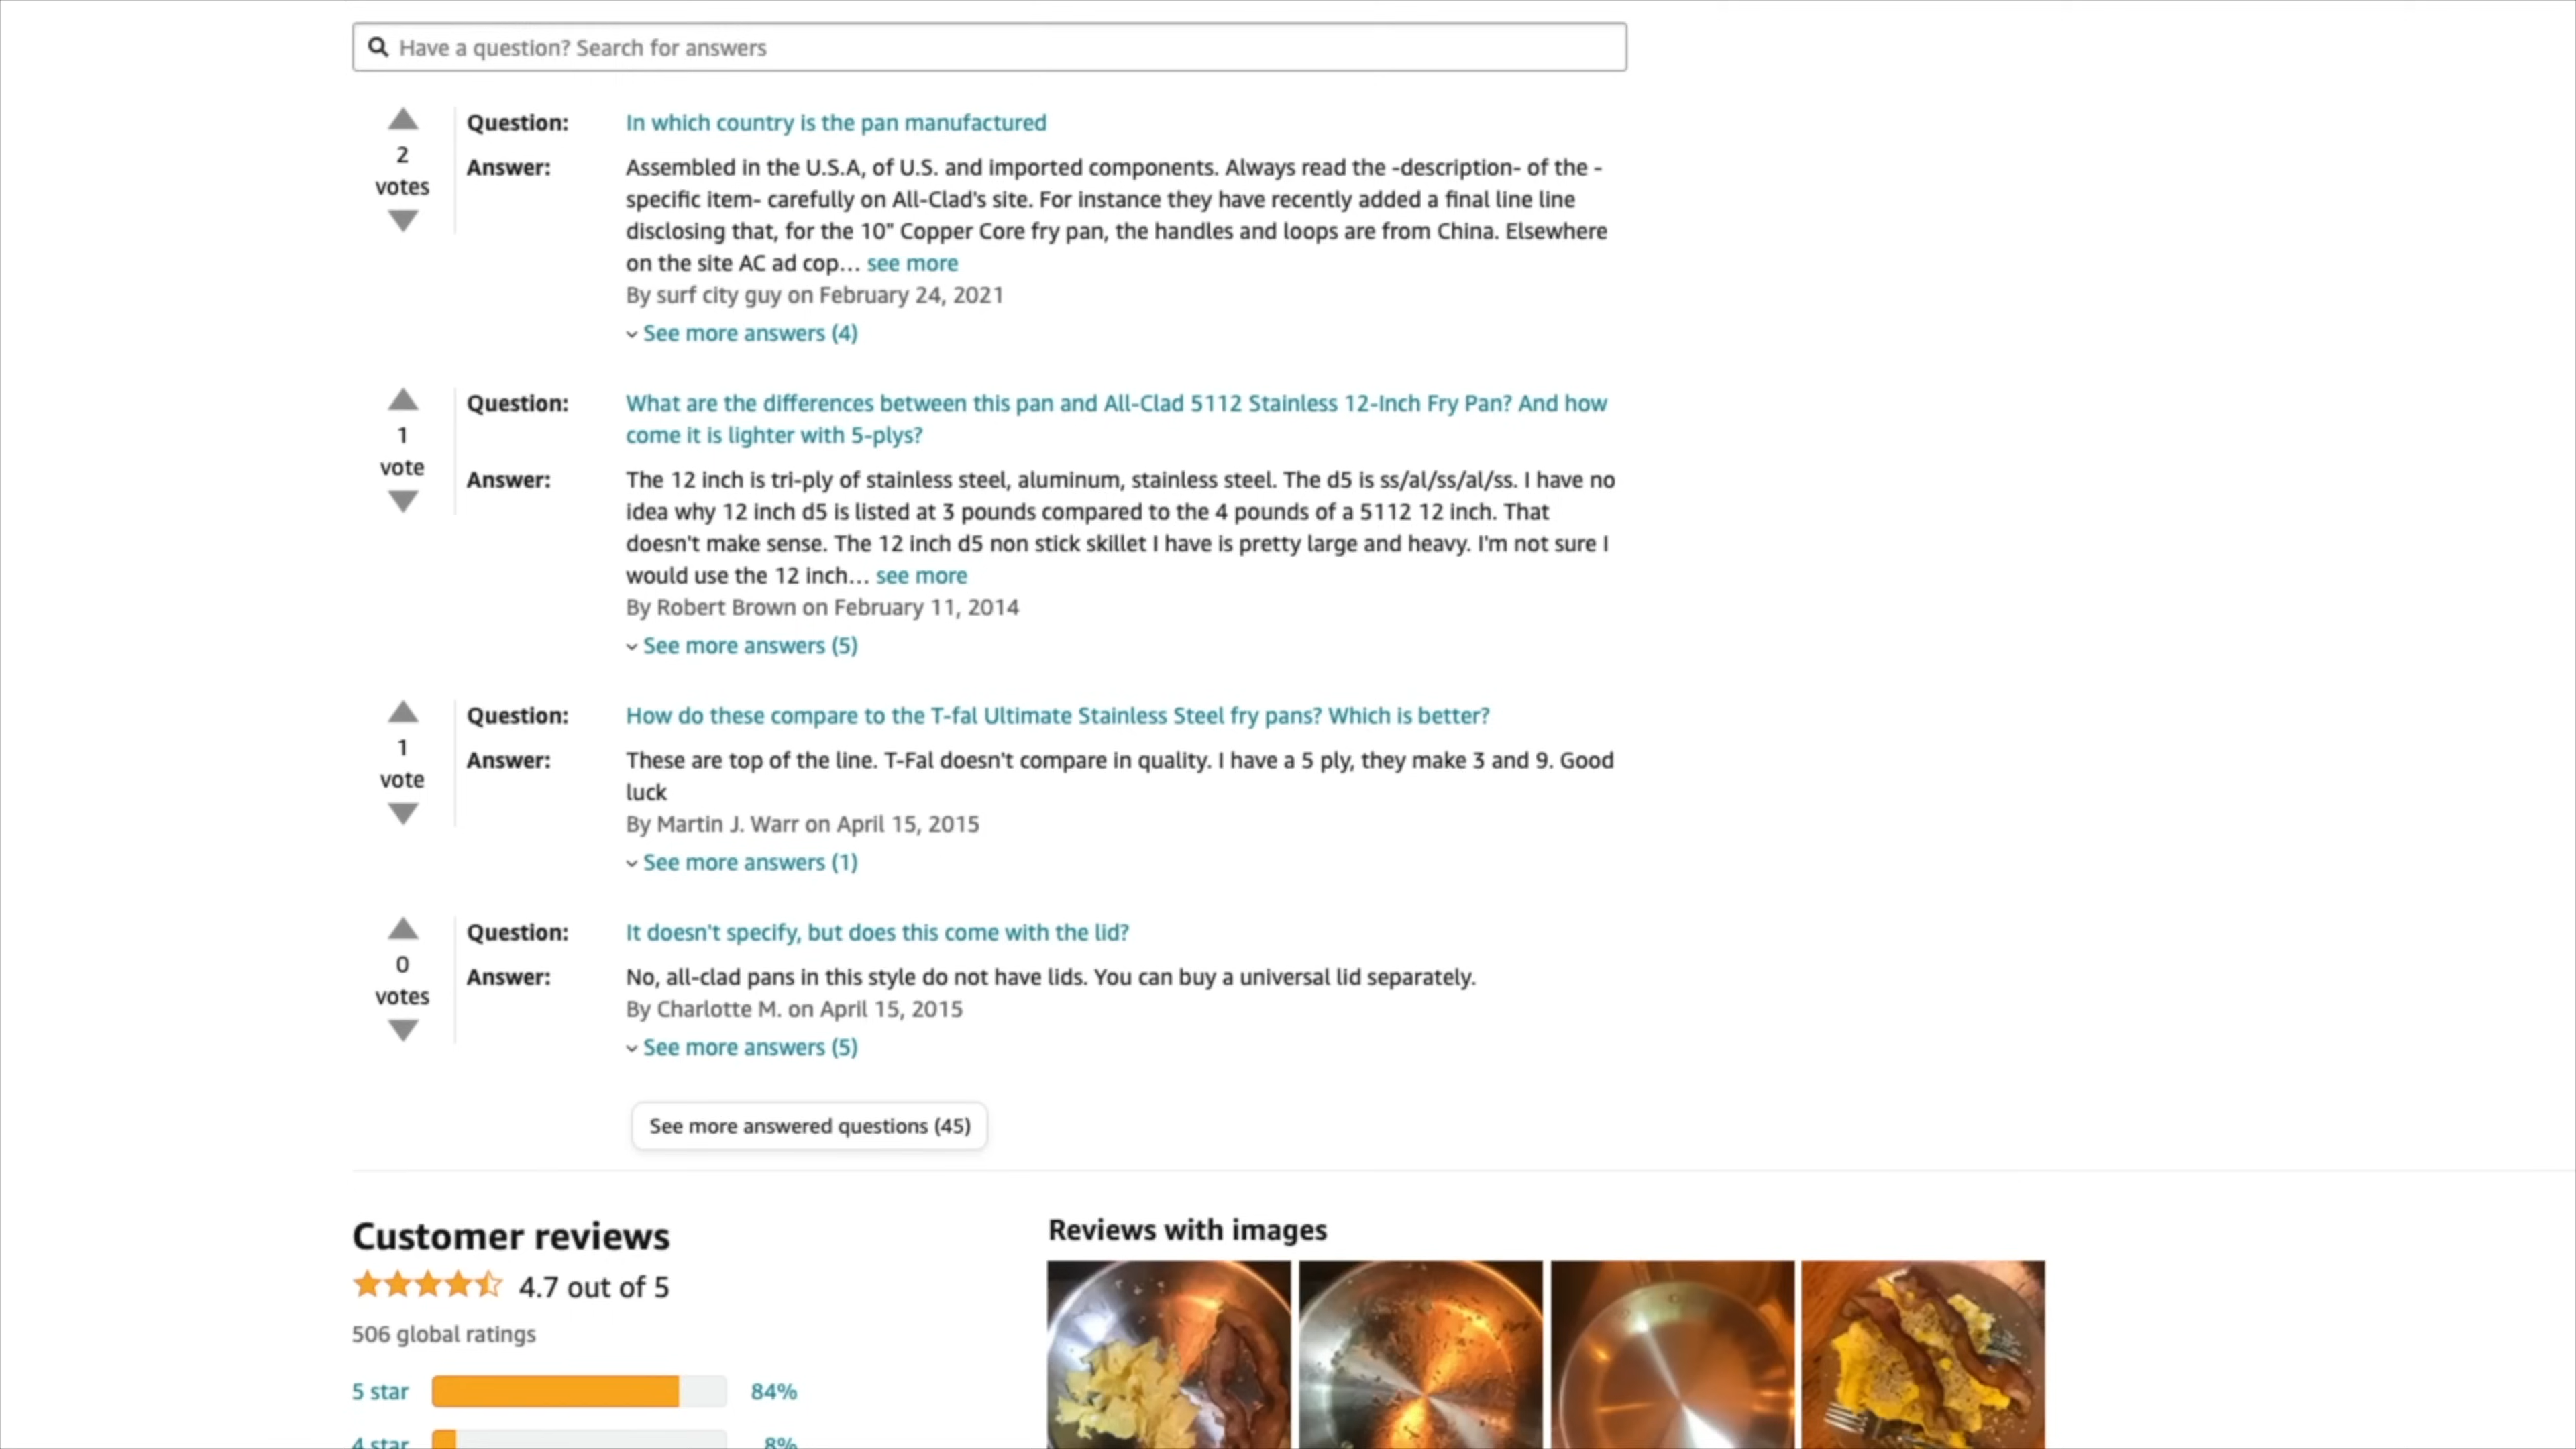 Have a question? Search for answers
2
votes
Question:
In which country is the pan manufactured
Answer:
Assembled in the U.S.A, of U.S. and imported components. Always read the -description- of the -
specific item- carefully on All-Clad's site. For instance they have recently added a final line line
disclosing that, for the 10" Copper Core fry pan, the handles and loops are from China. Elsewhere
on the site AC ad cop... see more
By surf city guy on February 24, 2021
See more answers (4)
1
vote
Question:
What are the differences between this pan and All-Clad 5112 Stainless 12-Inch Fry Pan? And how
come it is lighter with 5-plys?
Answer:
The 12 inch is tri-ply of stainless steel, aluminum, stainless steel. The d5 is ss/al/ss/al/ss. I have no
idea why 12 inch d5 is listed at 3 pounds compared to the 4 pounds of a 5112 12 inch. That
doesn't make sense. The 12 inch d5 non stick skillet I have is pretty large and heavy. I'm not sure I
would use the 12 inch... see more
By Robert Brown on February 11, 2014
See more answers (5)
1
vote
Question:
How do these compare to the T-fal Ultimate Stainless Steel fry pans? Which is better?
Answer:
These are top of the line. T-Fal doesn't compare in quality. I have a 5 ply, they make 3 and 9. Good
luck
By Martin J. Warr on April 15, 2015
See more answers (1)
0
votes
Question:
It doesn't specify, but does this come with the lid?
Answer:
No, all-clad pans in this style do not have lids. You can buy a universal lid separately.
By Charlotte M. on April 15, 2015
See more answers (5)
See more answered questions (45)
Customer reviews
4.7 out of 5
506 global ratings
5 star 84%
4 star 8%
Reviews with images